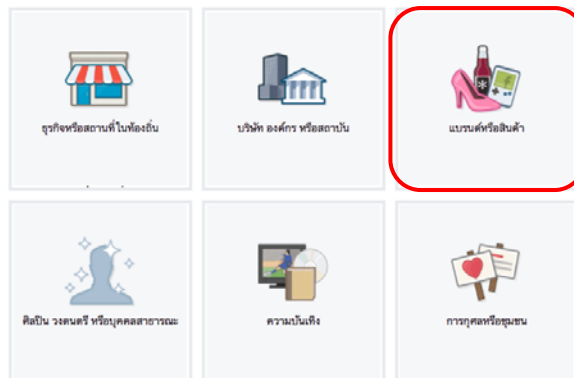 ธุรกิจหรือสถานที่ในท้องถิ่น
บริษัท องค์กร หรือสถาบัน
แบรนด์หรือสินค้า
ศิลปิน วงดนตรี หรือบุคคลสาธารณะ
ความบันเทิง
การกุศลหรือชุมชน